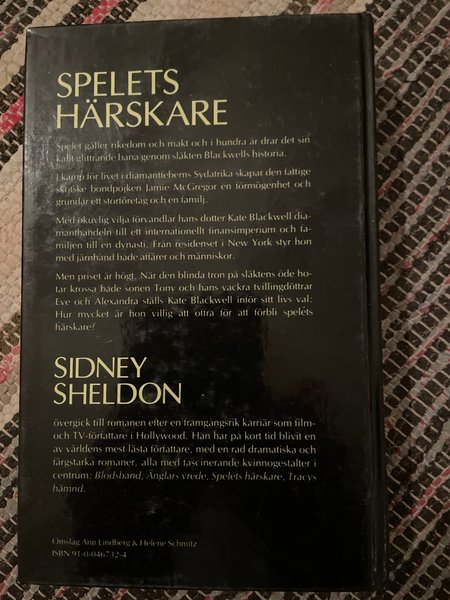 SPELETS
HÄRSKARE
Spelet gäller rikedom och makt och i hundra år drar det sin
kallt glittrande bana genom släkten Blackwells historia.
I kamp för livet i diamantfeberns Sydafrika skapar den fattige
skotske bondpojken Jamie McGregor en förmögenhet och
grundar ett storföretag och en familj.
Med okuvlig vilja förvandlar hans dotter Kate Blackwell dia-
manthandeln till ett internationellt finansimperium och fa-
miljen till en dynasti. Från residenset i New York styr hon
med järnhand både affärer och människor.
Men priset är högt. När den blinda tron på släktens öde ho-
tar krossa både sonen Tony och hans vackra tvillingdöttrar
Eve och Alexandra ställs Kate Blackwell inför sitt livs val:
Hur mycket är hon villig att offra för att förbli spelets
härskare?
SIDNEY
SHELDON
övergick till romanen efter en framgångsrik karriär som film-
och TV-författare i Hollywood. Han har på kort tid blivit en
av världens mest lästa författare, med en rad dramatiska och
färgstarka romaner, alla med fascinerande kvinnogestalter i
centrum: Blodsband, Änglars vrede, Spelets härskare, Tracys
hämnd.
Omslag Ann Lindberg & Helene Schmitz
ISBN 91-0-046732-4